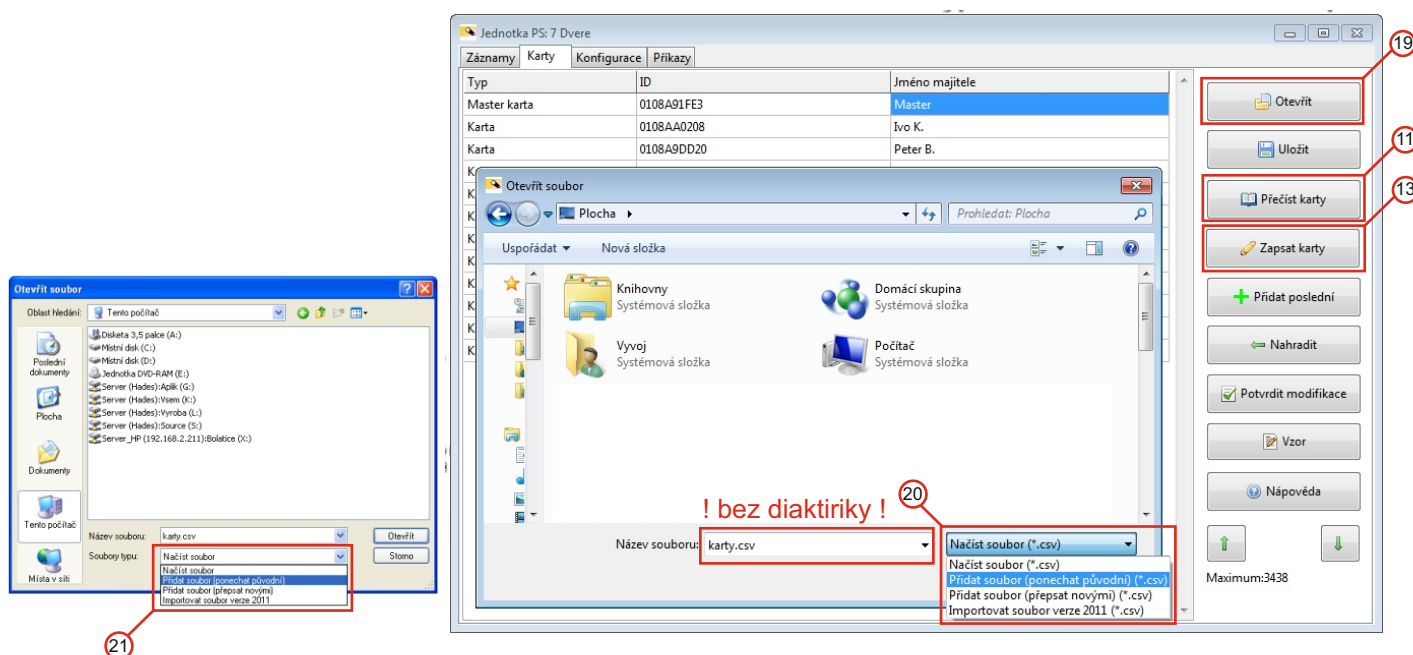 Jednotka PS: 7 Dvere
Záznamy Karty Konfigurace Příkazy
Typ ID Jméno majitele
Master karta 0108A91FE3 Master
Karta 0108AA0208 Ivo K.
Karta 0108A9DD20 Peter B.
K
K
K
K
K
K
K
K
K
Otevřít
Uložit
Přečíst karty
Zapsat karty
Přidat poslední
Nahradit
Potvrdit modifikace
Vzor
Nápověda
Maximum:3438
19
11
13
Otevřít soubor
Plocha
Prohledat: Plocha
Uspořádat Nová složka
Knihovny
Systémová složka
Domácí skupina
Systémová složka
Vyvoj
Systémová složka
Počítač
Systémová složka
! bez diaktiriky !
20
Název souboru: karty.csv
Načíst soubor (*.csv)
Načíst soubor (*.csv)
Přidat soubor (ponechat původní) (*.csv)
Přidat soubor (přepsat novými) (*.csv)
Importovat soubor verze 2011 (*.csv)
Otevřít soubor
Oblast hledání: Tento počítač
Poslední dokumenty
Plocha
Dokumenty
Tento počítač
Místa v síti
Disketa 3,5 palce (A:)
Místní disk (C:)
Místní disk (D:)
Jednotka DVD-RAM (E:)
Server (Hades):Aplik (G:)
Server (Hades):Vsem (K:)
Server (Hades):Vyroba (L:)
Server (Hades):Source (S:)
Server_HP (192.168.2.211):Bolatice (X:)
Název souboru: karty.csv Otevřít
Soubory typu: Načíst soubor Storno
Načíst soubor
Přidat soubor (ponechat původní)
Přidat soubor (přepsat novými)
Importovat soubor verze 2011
21